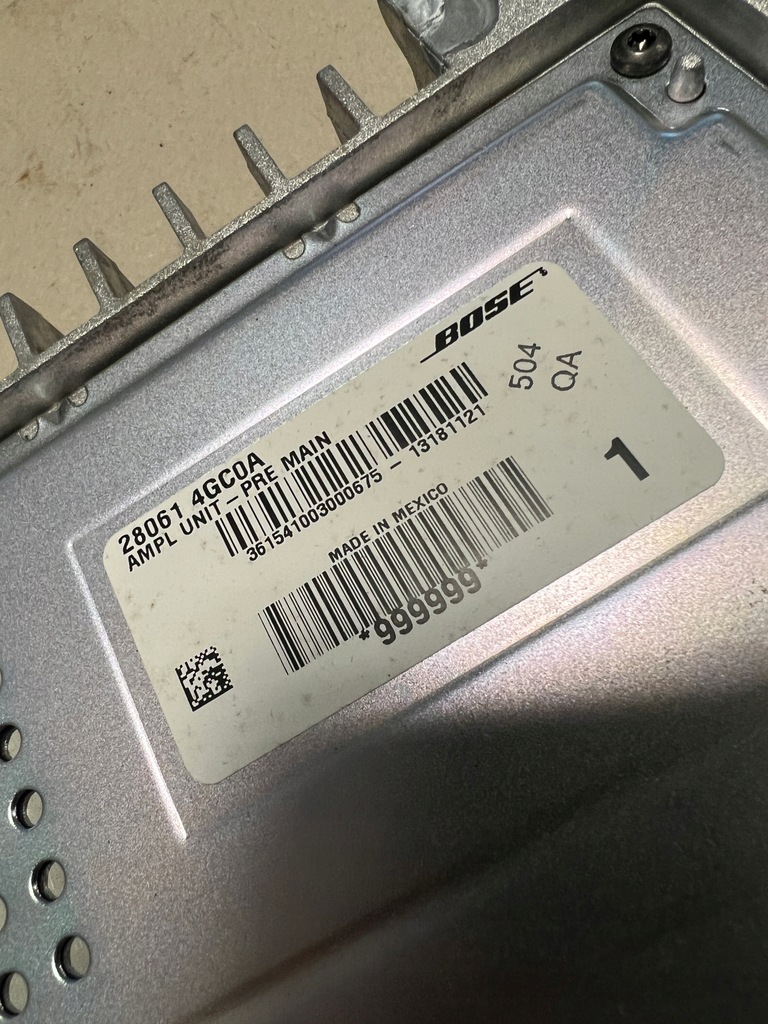 BOSE
28061 4GC0A
AMPL UNIT-PRE MAIN
361541003000675 - 13181121
504
QA
MADE IN MEXICO
*999999*
1